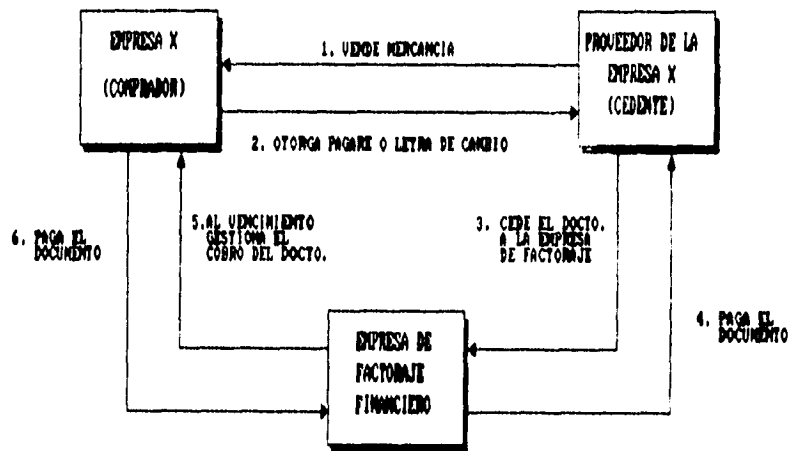 EMPRESA X
(COMPRADOR)
1. VENDE MERCANCIA
PROVEEDOR DE LA
EMPRESA X
(CEDENTE)
2. OTORGA PAGARE O LETRA DE CAMBIO
6. PAGA EL
DOCUMENTO
5.AL VENCIMIENTO
GESTIONA EL
COBRO DEL DOCTO.
3. CEDE EL DOCTO.
A LA EMPRESA
DE FACTORAJE
4. PAGA EL
DOCUMENTO
EMPRESA DE
FACTORAJE
FINANCIERO